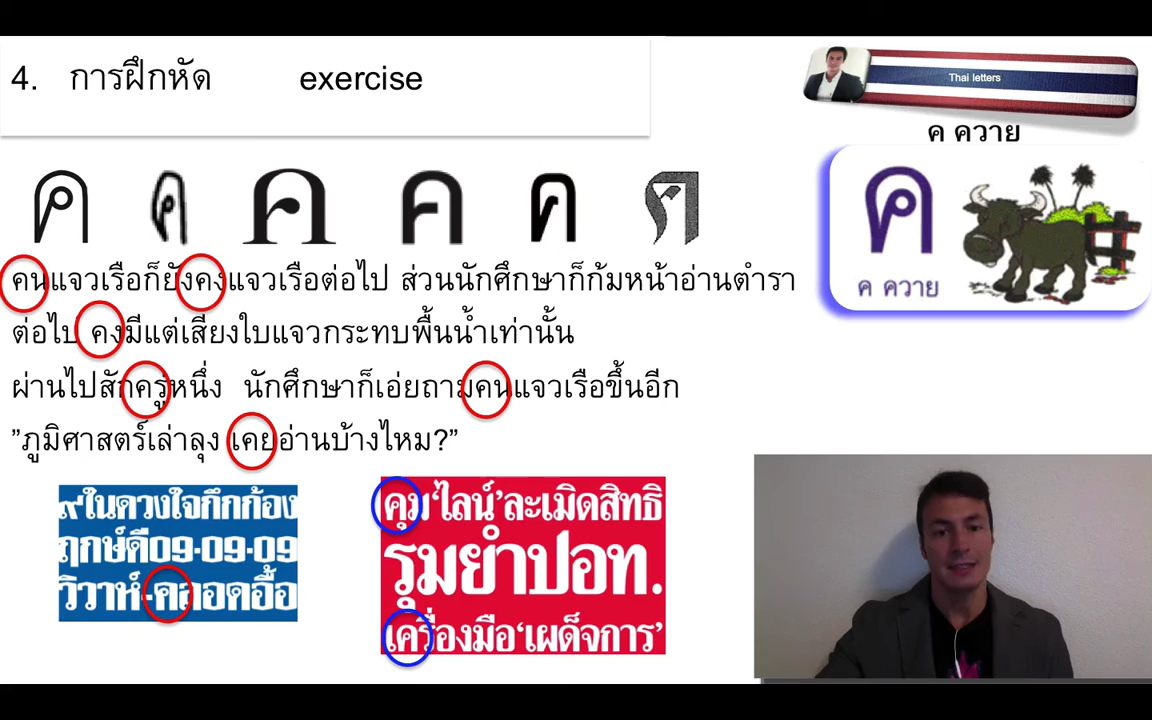 4. การฝึกหัด exercise
Thai letters
ค ควาย
ค ค ค ค ค ค
ค
ค ควาย
คนแจวเรือก็ยังคงแจวเรือต่อไป ส่วนนักศึกษาก็ก้มหน้าอ่านตำรา
ต่อไป คงมีแต่เสียงใบแจวกระทบพื้นน้ำเท่านั้น
ผ่านไปสักครู่หนึ่ง นักศึกษาก็เอ่ยถามคนแจวเรือขึ้นอีก
”ภูมิศาสตร์เล่าลุง เคยอ่านบ้างไหม?”
๙ในดวงใจกึกก้อง
ฤกษ์ดี09-09-09
วิวาห์-คลอดอื้อ
คุม‘ไลน์’ละเมิดสิทธิ
รุมยำปอท.
เครื่องมือ‘เผด็จการ’